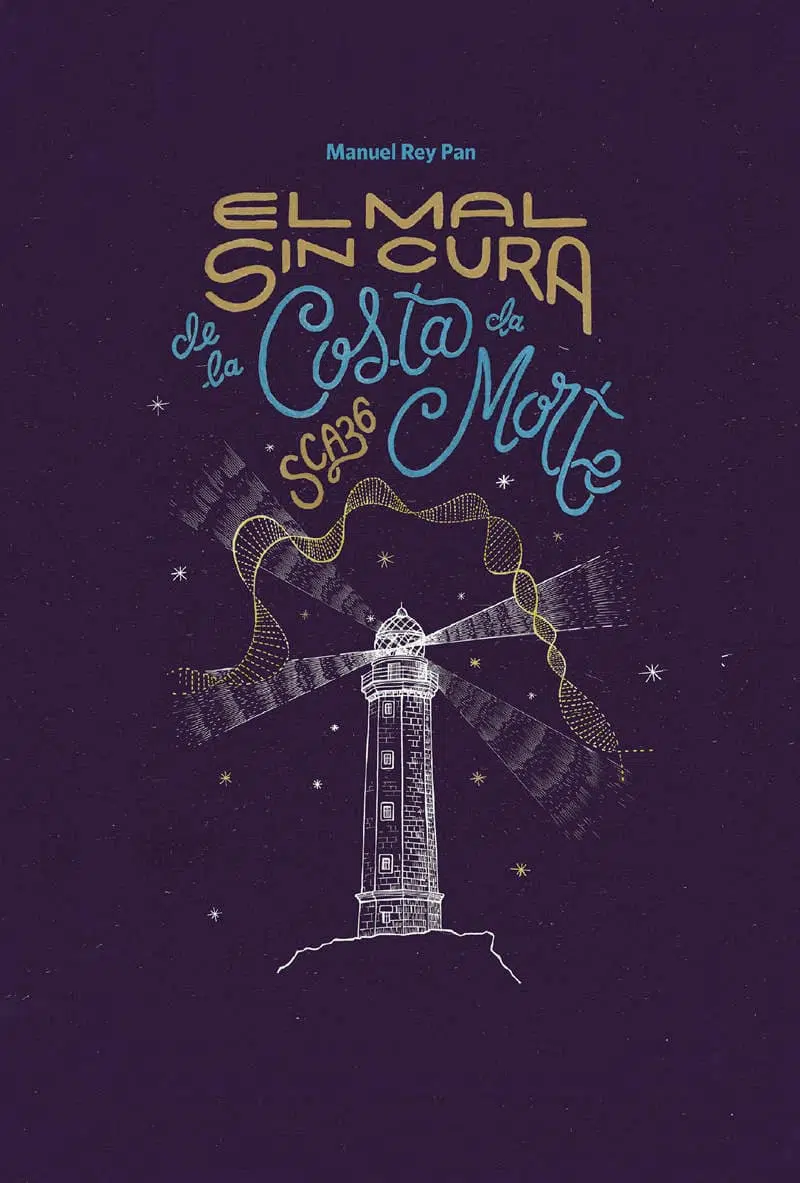 Manuel Rey Pan
EL MAL
SIN CURA
de la Costa da
Morte
SCA36